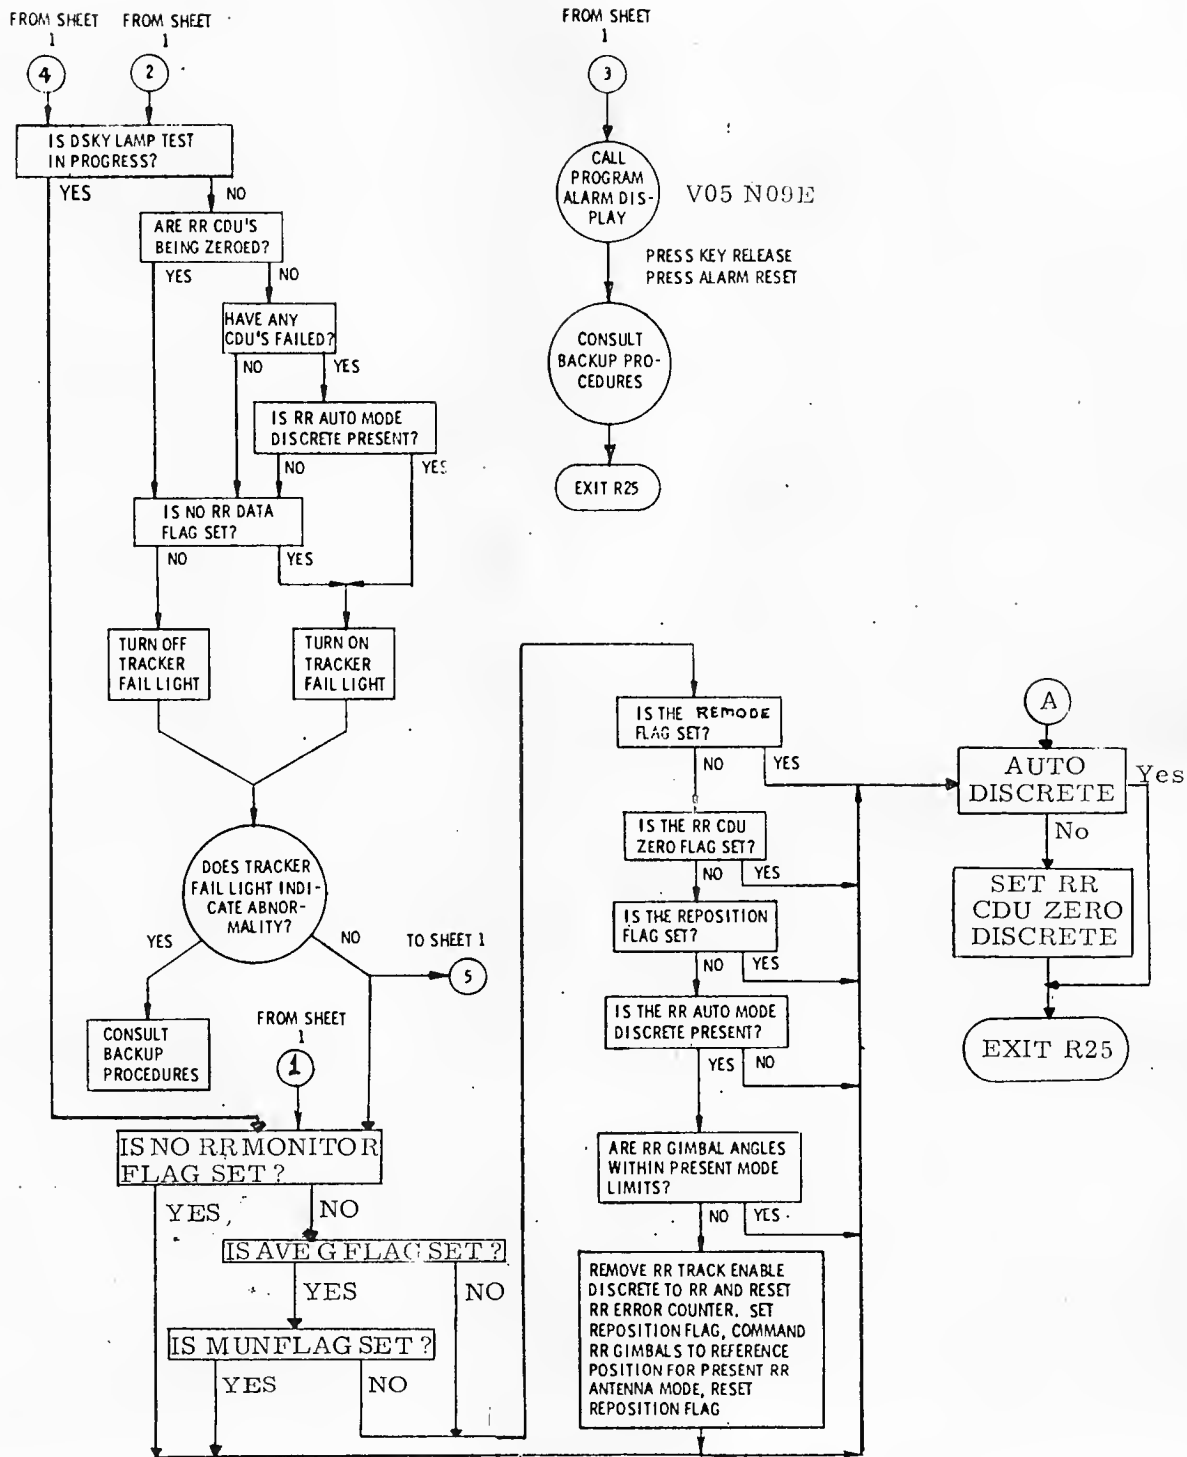 FROM SHEET
1
4
FROM SHEET
1
2
IS DSKY LAMP TEST
IN PROGRESS?
YES
NO
ARE RR CDU'S
BEING ZEROED?
YES
NO
HAVE ANY
CDU'S FAILED?
NO
YES
IS RR AUTO MODE
DISCRETE PRESENT?
NO
YES
IS NO RR DATA
FLAG SET?
NO
YES
TURN OFF
TRACKER
FAIL LIGHT
TURN ON
TRACKER
FAIL LIGHT
DOES TRACKER
FAIL LIGHT INDI-
CATE ABNOR-
MALITY?
YES
NO
TO SHEET 1
5
CONSULT
BACKUP
PROCEDURES
FROM SHEET
1
1
IS NO RR MONITOR
FLAG SET?
YES
NO
IS AVE G FLAG SET?
YES
NO
IS MUNFLAG SET?
YES
NO
FROM SHEET
1
3
CALL
PROGRAM
ALARM DIS-
PLAY
V05 N09E
PRESS KEY RELEASE
PRESS ALARM RESET
CONSULT
BACKUP PRO-
CEDURES
EXIT R25
IS THE REMODE
FLAG SET?
NO
YES
IS THE RR CDU
ZERO FLAG SET?
NO
YES
IS THE REPOSITION
FLAG SET?
NO
YES
IS THE RR AUTO MODE
DISCRETE PRESENT?
YES
NO
ARE RR GIMBAL ANGLES
WITHIN PRESENT MODE
LIMITS?
NO
YES
REMOVE RR TRACK ENABLE
DISCRETE TO RR AND RESET
RR ERROR COUNTER. SET
REPOSITION FLAG, COMMAND
RR GIMBALS TO REFERENCE
POSITION FOR PRESENT RR
ANTENNA MODE, RESET
REPOSITION FLAG
A
AUTO
DISCRETE
Yes
No
SET RR
CDU ZERO
DISCRETE
EXIT R25